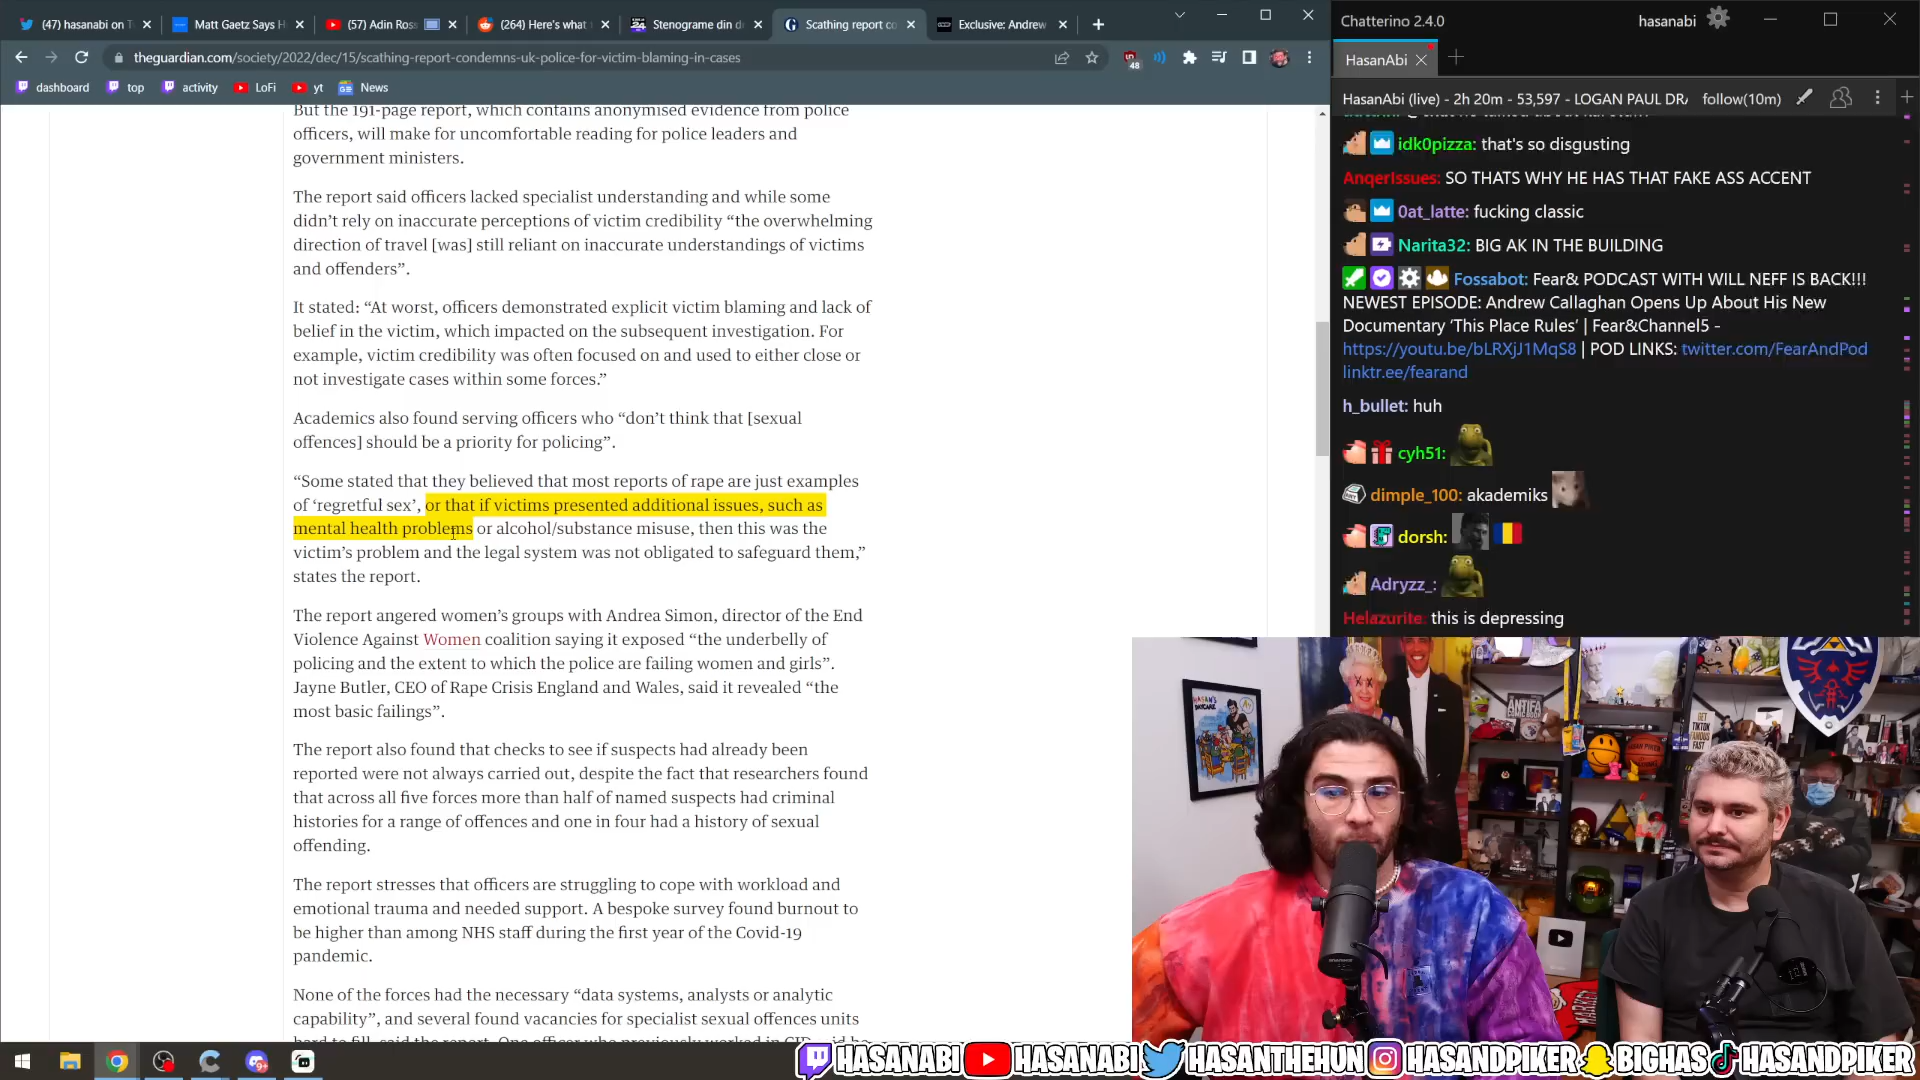 (47) hasanabi on T
Matt Gaetz Says H
(57) Adin Ross
(264) Here's what
Stenograme din d
Scathing report co
Exclusive: Andrew
theguardian.com/society/2022/dec/15/scathing-report-condemns-uk-police-for-victim-blaming-in-cases
48
dashboard
top
activity
LoFi
yt
News
But the 191-page report, which contains anonymised evidence from police
officers, will make for uncomfortable reading for police leaders and
government ministers.
The report said officers lacked specialist understanding and while some
didn’t rely on inaccurate perceptions of victim credibility “the overwhelming
direction of travel [was] still reliant on inaccurate understandings of victims
and offenders”.
It stated: “At worst, officers demonstrated explicit victim blaming and lack of
belief in the victim, which impacted on the subsequent investigation. For
example, victim credibility was often focused on and used to either close or
not investigate cases within some forces.”
Academics also found serving officers who “don’t think that [sexual
offences] should be a priority for policing”.
“Some stated that they believed that most reports of rape are just examples
of ‘regretful sex’, or that if victims presented additional issues, such as
mental health problems or alcohol/substance misuse, then this was the
victim’s problem and the legal system was not obligated to safeguard them,”
states the report.
The report angered women’s groups with Andrea Simon, director of the End
Violence Against Women coalition saying it exposed “the underbelly of
policing and the extent to which the police are failing women and girls”.
Jayne Butler, CEO of Rape Crisis England and Wales, said it revealed “the
most basic failings”.
The report also found that checks to see if suspects had already been
reported were not always carried out, despite the fact that researchers found
that across all five forces more than half of named suspects had criminal
histories for a range of offences and one in four had a history of sexual
offending.
The report stresses that officers are struggling to cope with workload and
emotional trauma and needed support. A bespoke survey found burnout to
be higher than among NHS staff during the first year of the Covid-19
pandemic.
None of the forces had the necessary “data systems, analysts or analytic
capability”, and several found vacancies for specialist sexual offences units
Chatterino 2.4.0
hasanabi
HasanAbi
HasanAbi (live) - 2h 20m - 53,597 - LOGAN PAUL DRA
follow(10m)
idk0pizza: that's so disgusting
AnqerIssues: SO THATS WHY HE HAS THAT FAKE ASS ACCENT
0at_latte: fucking classic
Narita32: BIG AK IN THE BUILDING
Fossabot: Fear& PODCAST WITH WILL NEFF IS BACK!!!
NEWEST EPISODE: Andrew Callaghan Opens Up About His New
Documentary ‘This Place Rules’ | Fear&Channel5 -
https://youtu.be/bLRXjJ1MqS8 | POD LINKS: twitter.com/FearAndPod
linktr.ee/fearand
h_bullet: huh
cyh51:
dimple_100: akademiks
dorsh:
Adryzz_:
Helazurite: this is depressing
ANTIFA
HASANABI
HASANABI
HASANTHEHUN
HASANDPIKER
BIGHAS
HASANDPIKER